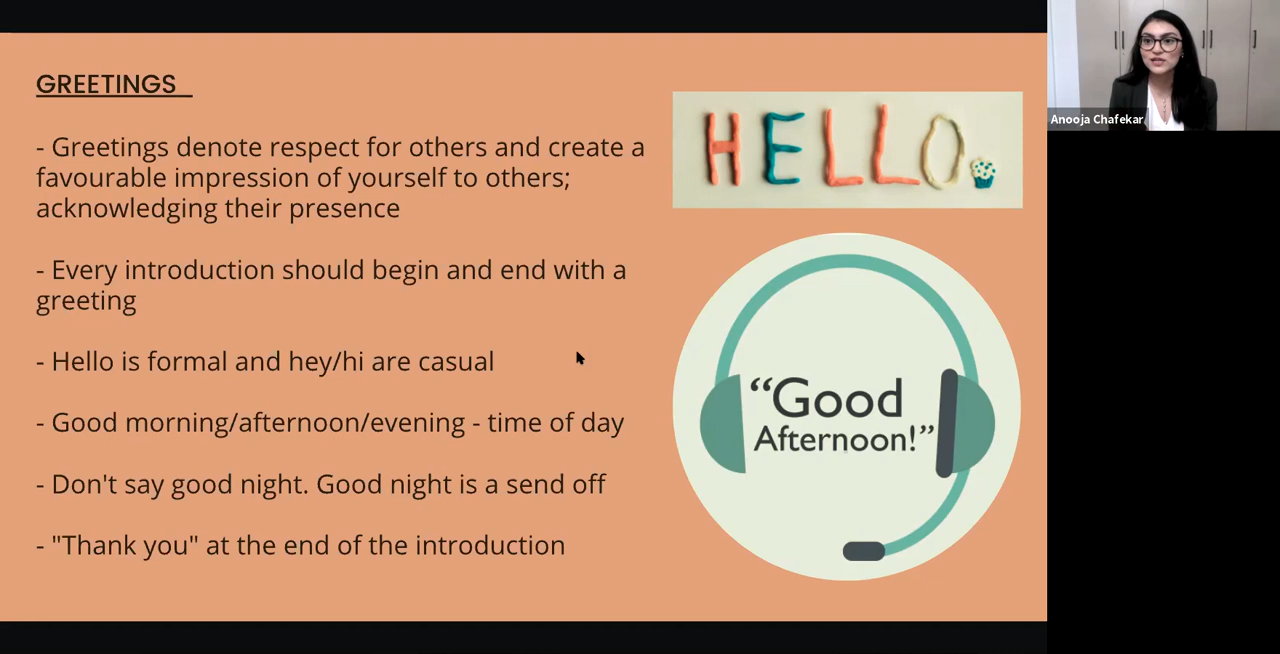 GREETINGS
- Greetings denote respect for others and create a
favourable impression of yourself to others;
acknowledging their presence
- Every introduction should begin and end with a
greeting
- Hello is formal and hey/hi are casual
- Good morning/afternoon/evening - time of day
- Don't say good night. Good night is a send off
- "Thank you" at the end of the introduction
HELLO
“Good
Afternoon!”
Anooja Chafekar